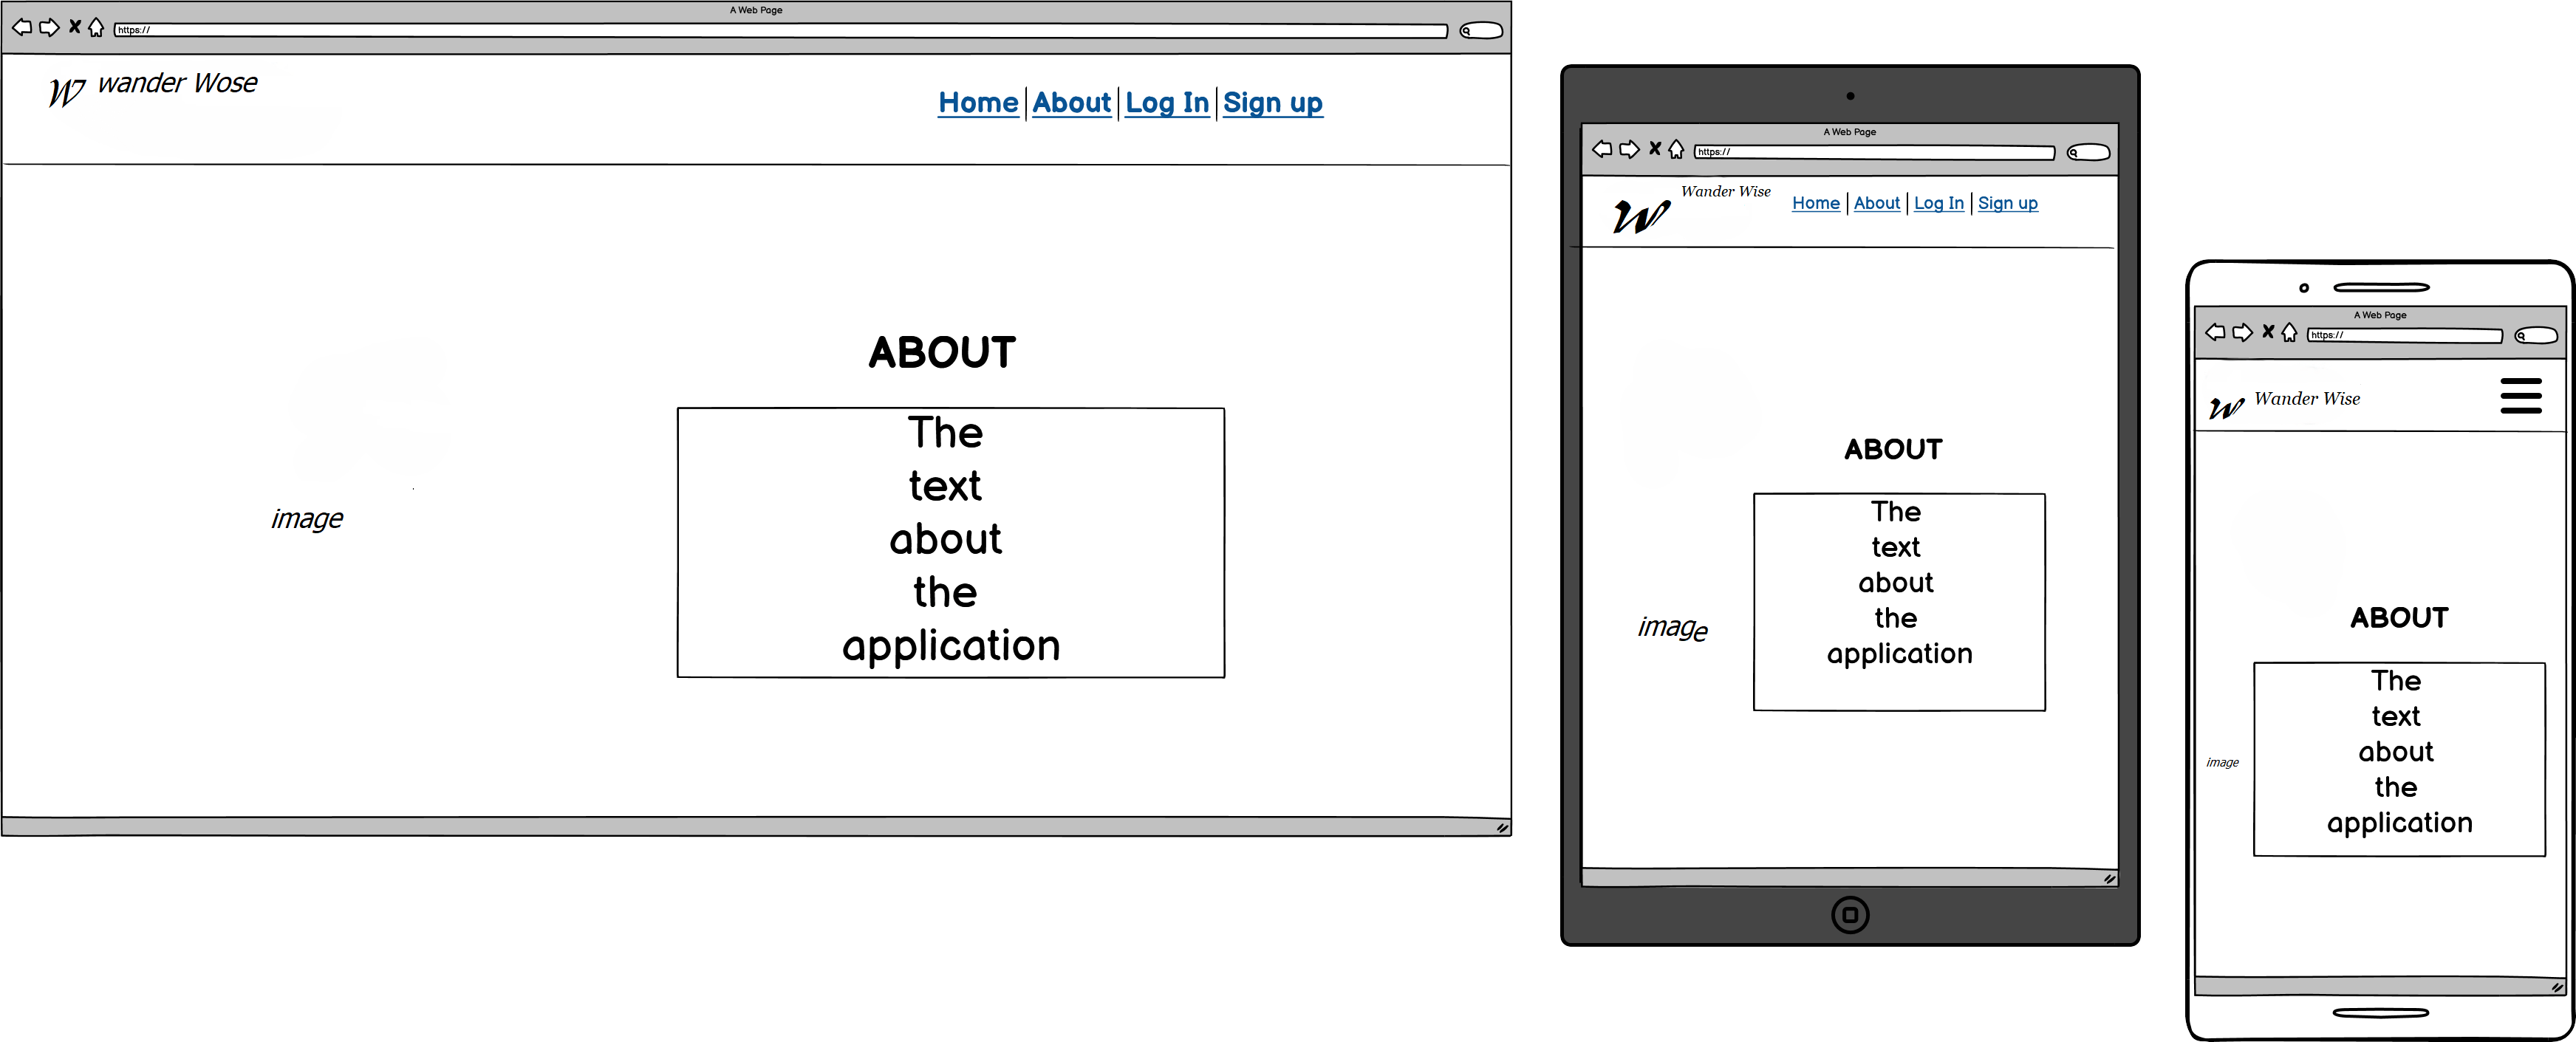 A Web Page
https://
W wander Wose
Home About Log In Sign up
ABOUT
The
text
about
the
application
image
A Web Page
https://
W Wander Wise
Home About Log In Sign up
ABOUT
The
text
about
the
application
image
A Web Page
https://
W Wander Wise
ABOUT
The
text
about
the
application
image